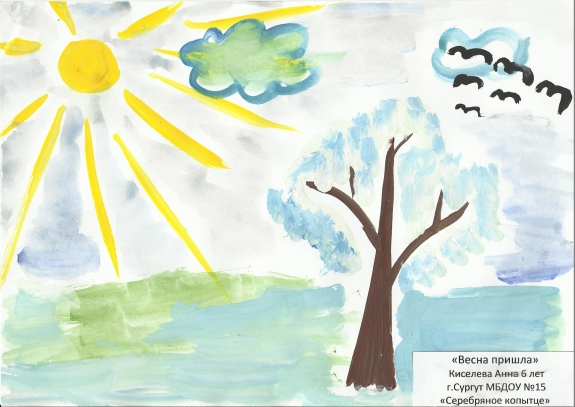 «Весна пришла»
Киселева Анна 6 лет
г.Сургут МБДОУ №15
«Серебряное копытце»